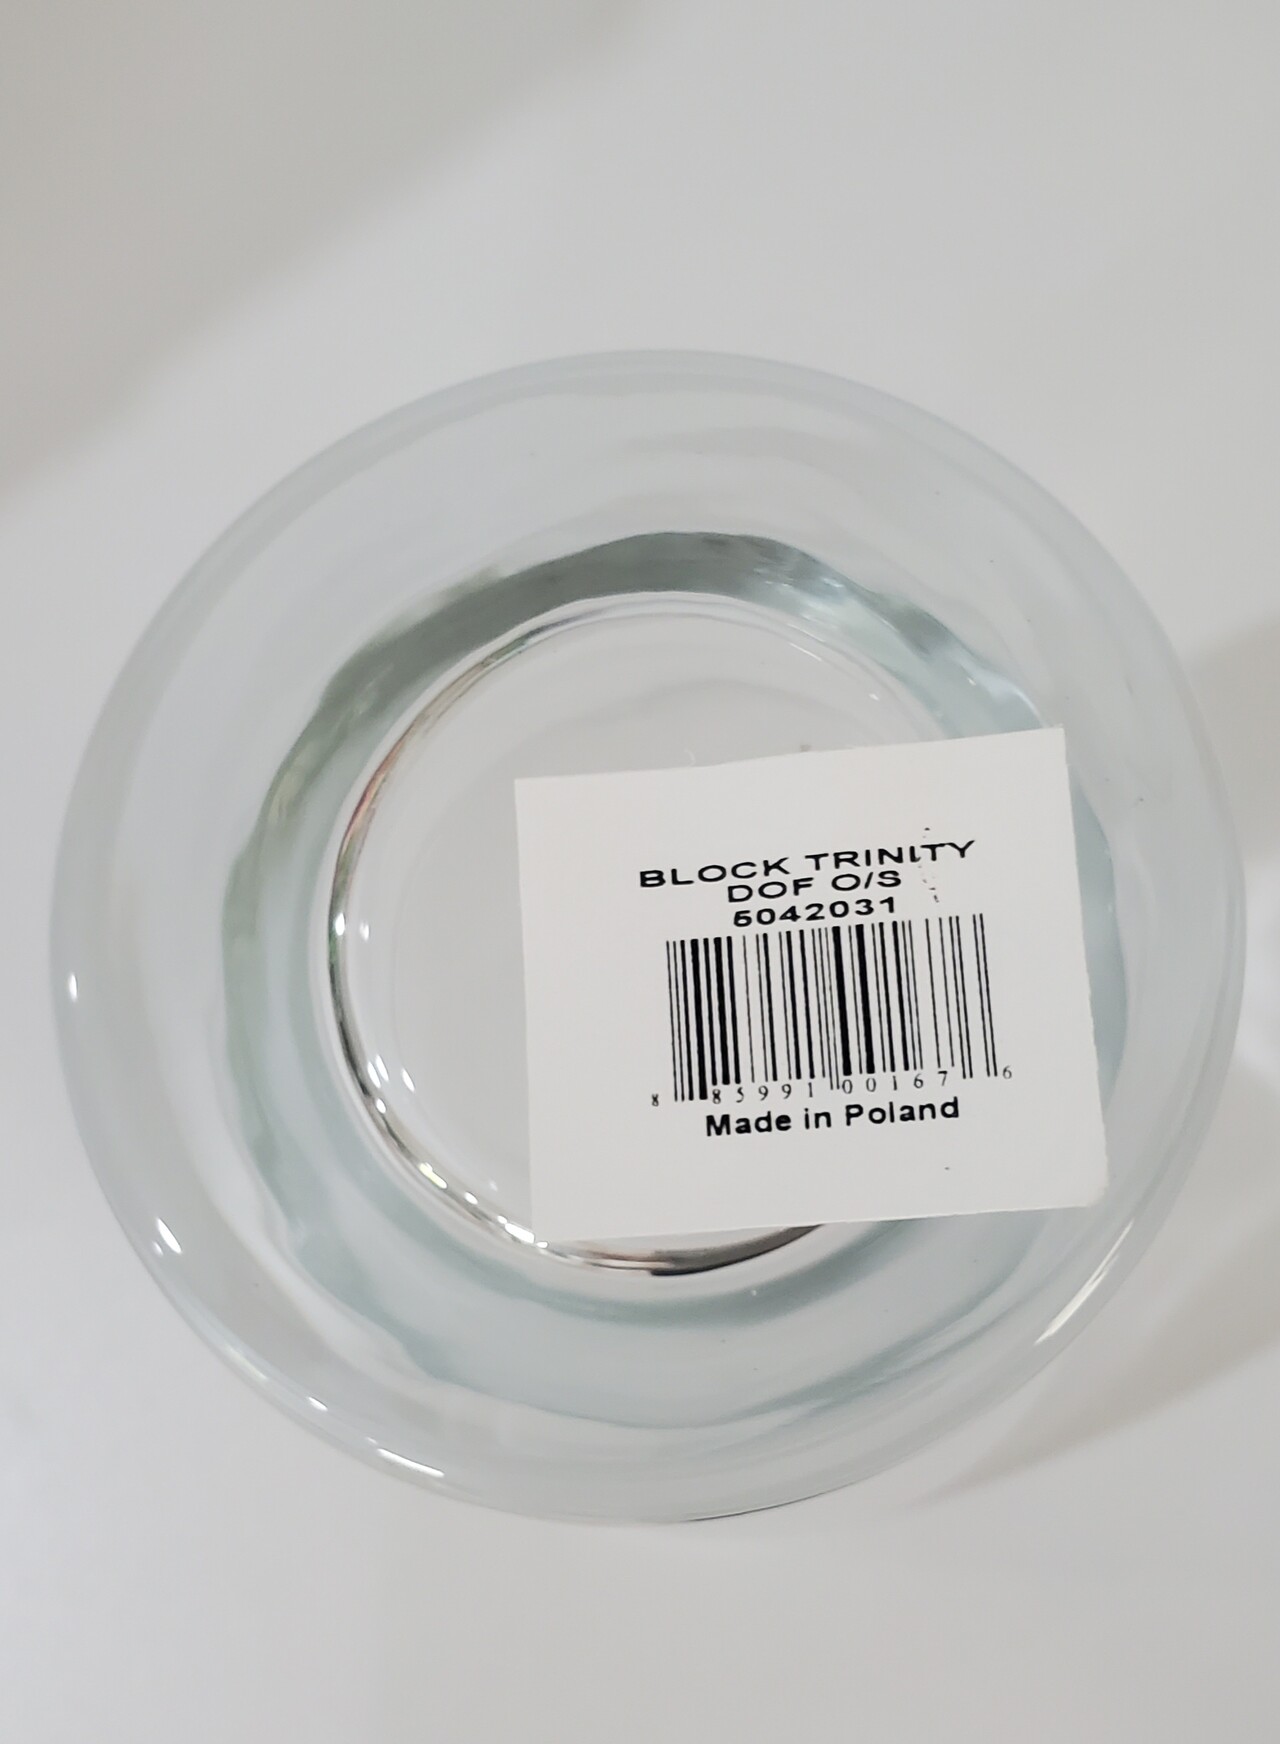 BLOCK TRINITY
DOF O/S
5042031
8 85991 00167 6
Made in Poland